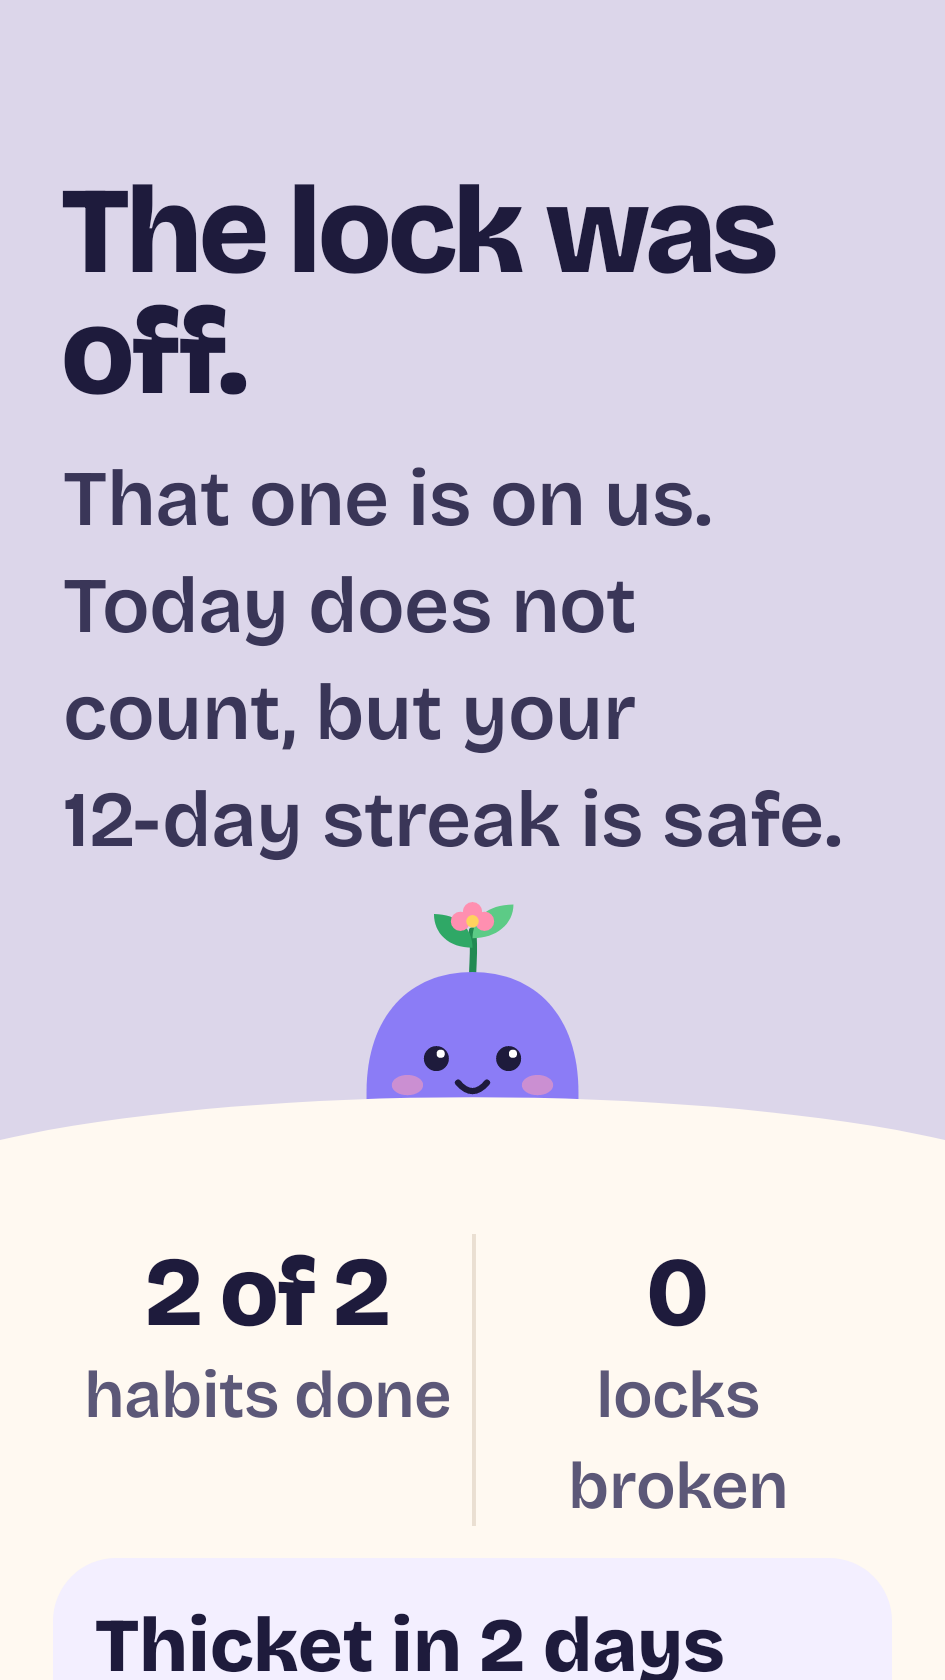 The lock was
off.
That one is on us.
Today does not
count, but your
12-day streak is safe.
2 of 2
habits done
0
locks
broken
Thicket in 2 days